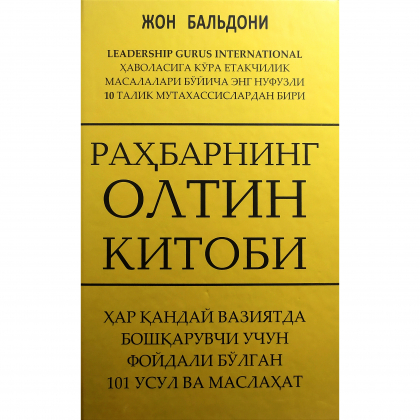 ЖОН БАЛЬДОНИ
LEADERSHIP GURUS INTERNATIONAL
ҲАВОЛАСИГА КЎРА ЕТАКЧИЛИК
МАСАЛАЛАРИ БЎЙИЧА ЭНГ НУФУЗЛИ
10 ТАЛИК МУТАХАССИСЛАРДАН БИРИ
РАҲБАРНИНГ
ОЛТИН
КИТОБИ
ҲАР ҚАНДАЙ ВАЗИЯТДА
БОШҚАРУВЧИ УЧУН
ФОЙДАЛИ БЎЛГАН
101 УСУЛ ВА МАСЛАҲАТ